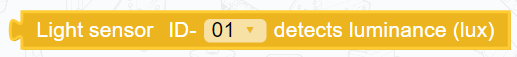 Light sensor ID- 01 detects luminance (lux)